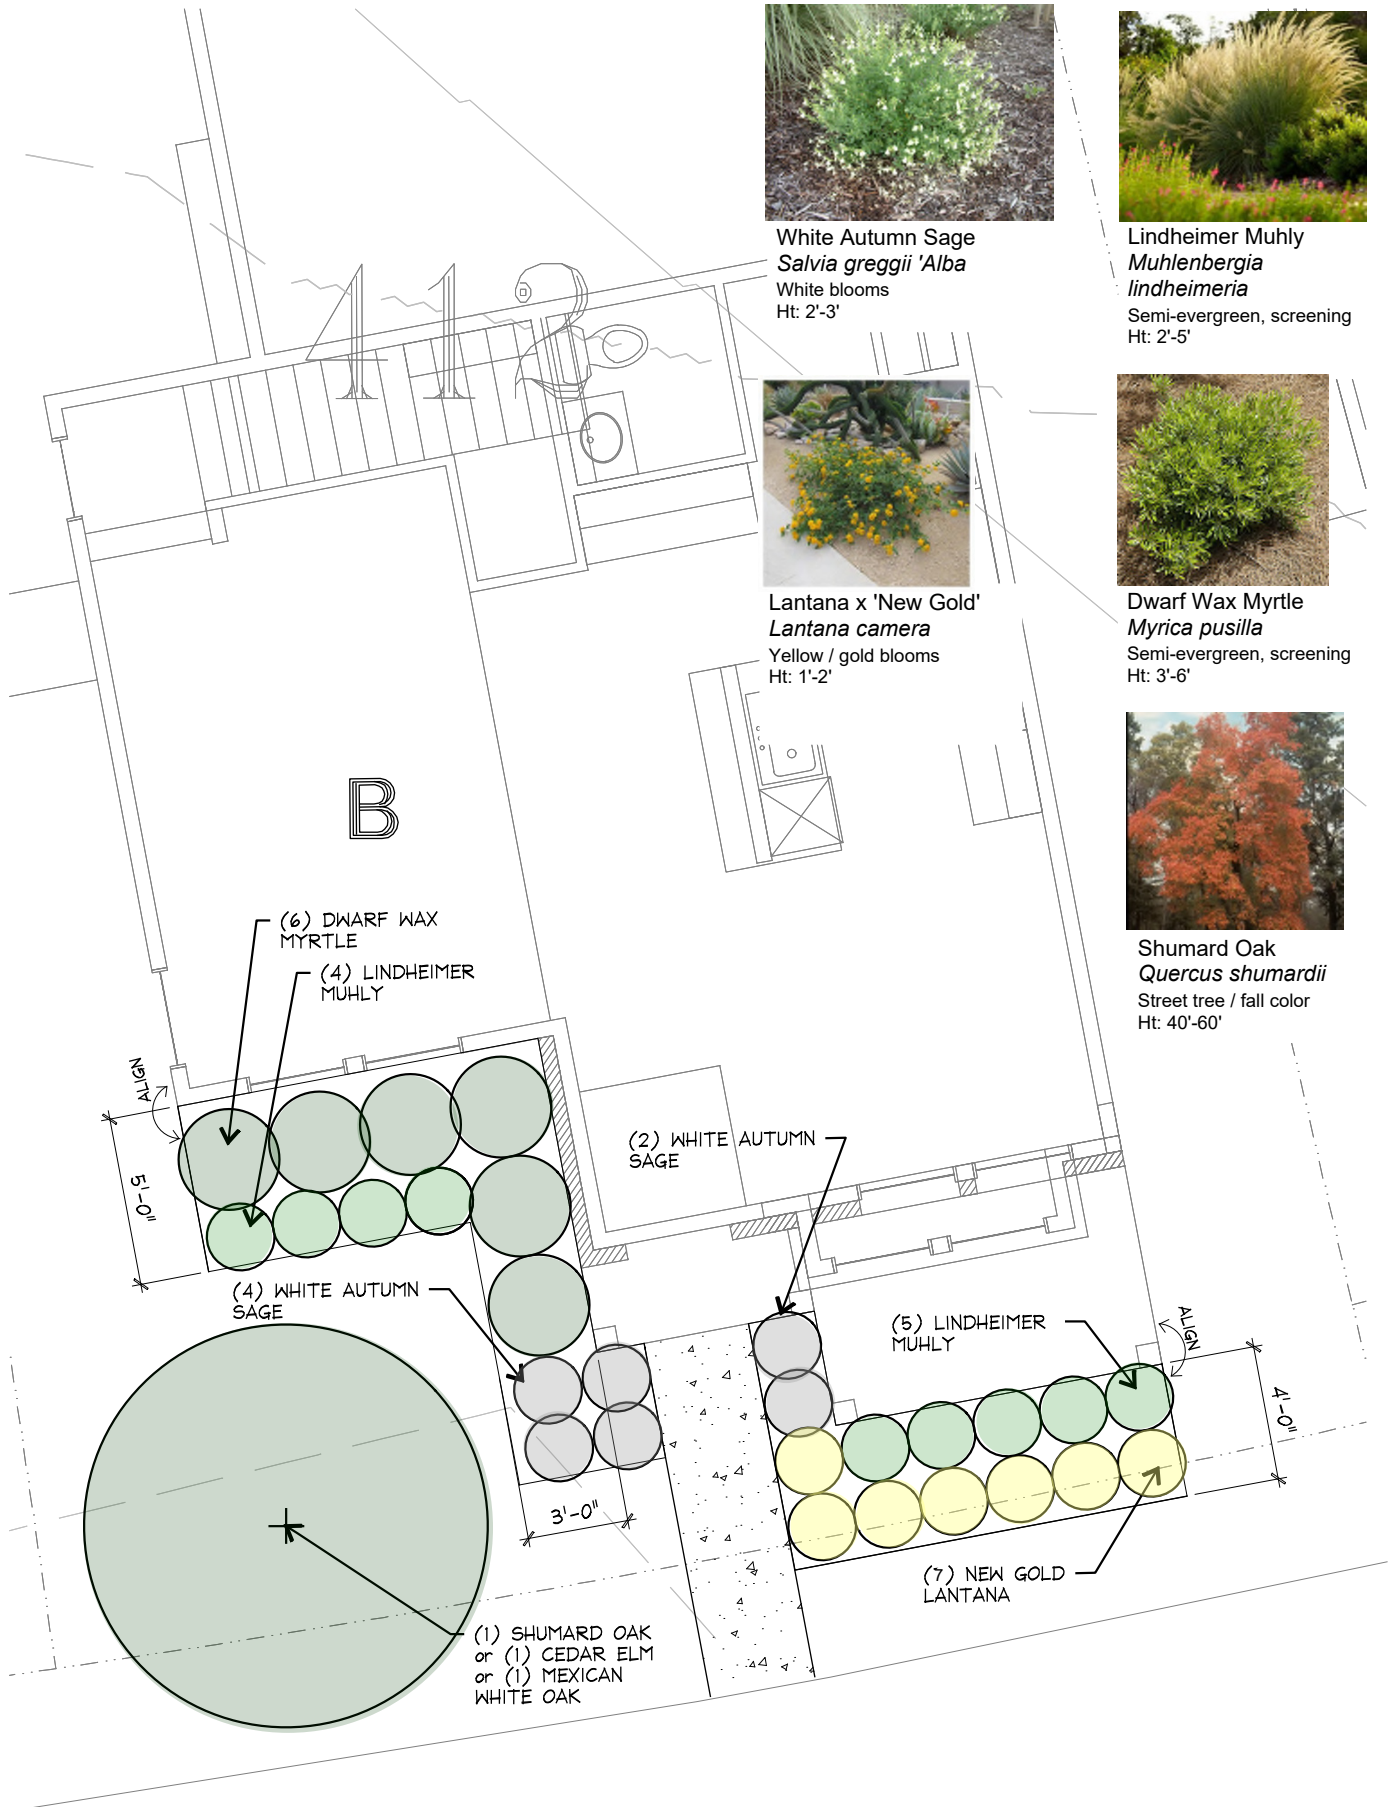 White Autumn Sage
Salvia greggii 'Alba
White blooms
Ht: 2'-3'
Lindheimer Muhly
Muhlenbergia
lindheimeria
Semi-evergreen, screening
Ht: 2'-5'
413
Lantana x 'New Gold'
Lantana camera
Yellow / gold blooms
Ht: 1'-2'
Dwarf Wax Myrtle
Myrica pusilla
Semi-evergreen, screening
Ht: 3'-6'
B
Shumard Oak
Quercus shumardii
Street tree / fall color
Ht: 40'-60'
(6) DWARF WAX
MYRTLE
(4) LINDHEIMER
MUHLY
ALIGN
5'-0"
(2) WHITE AUTUMN
SAGE
(4) WHITE AUTUMN
SAGE
(5) LINDHEIMER
MUHLY
ALIGN
4'-0"
3'-0"
(7) NEW GOLD
LANTANA
(1) SHUMARD OAK
or (1) CEDAR ELM
or (1) MEXICAN
WHITE OAK